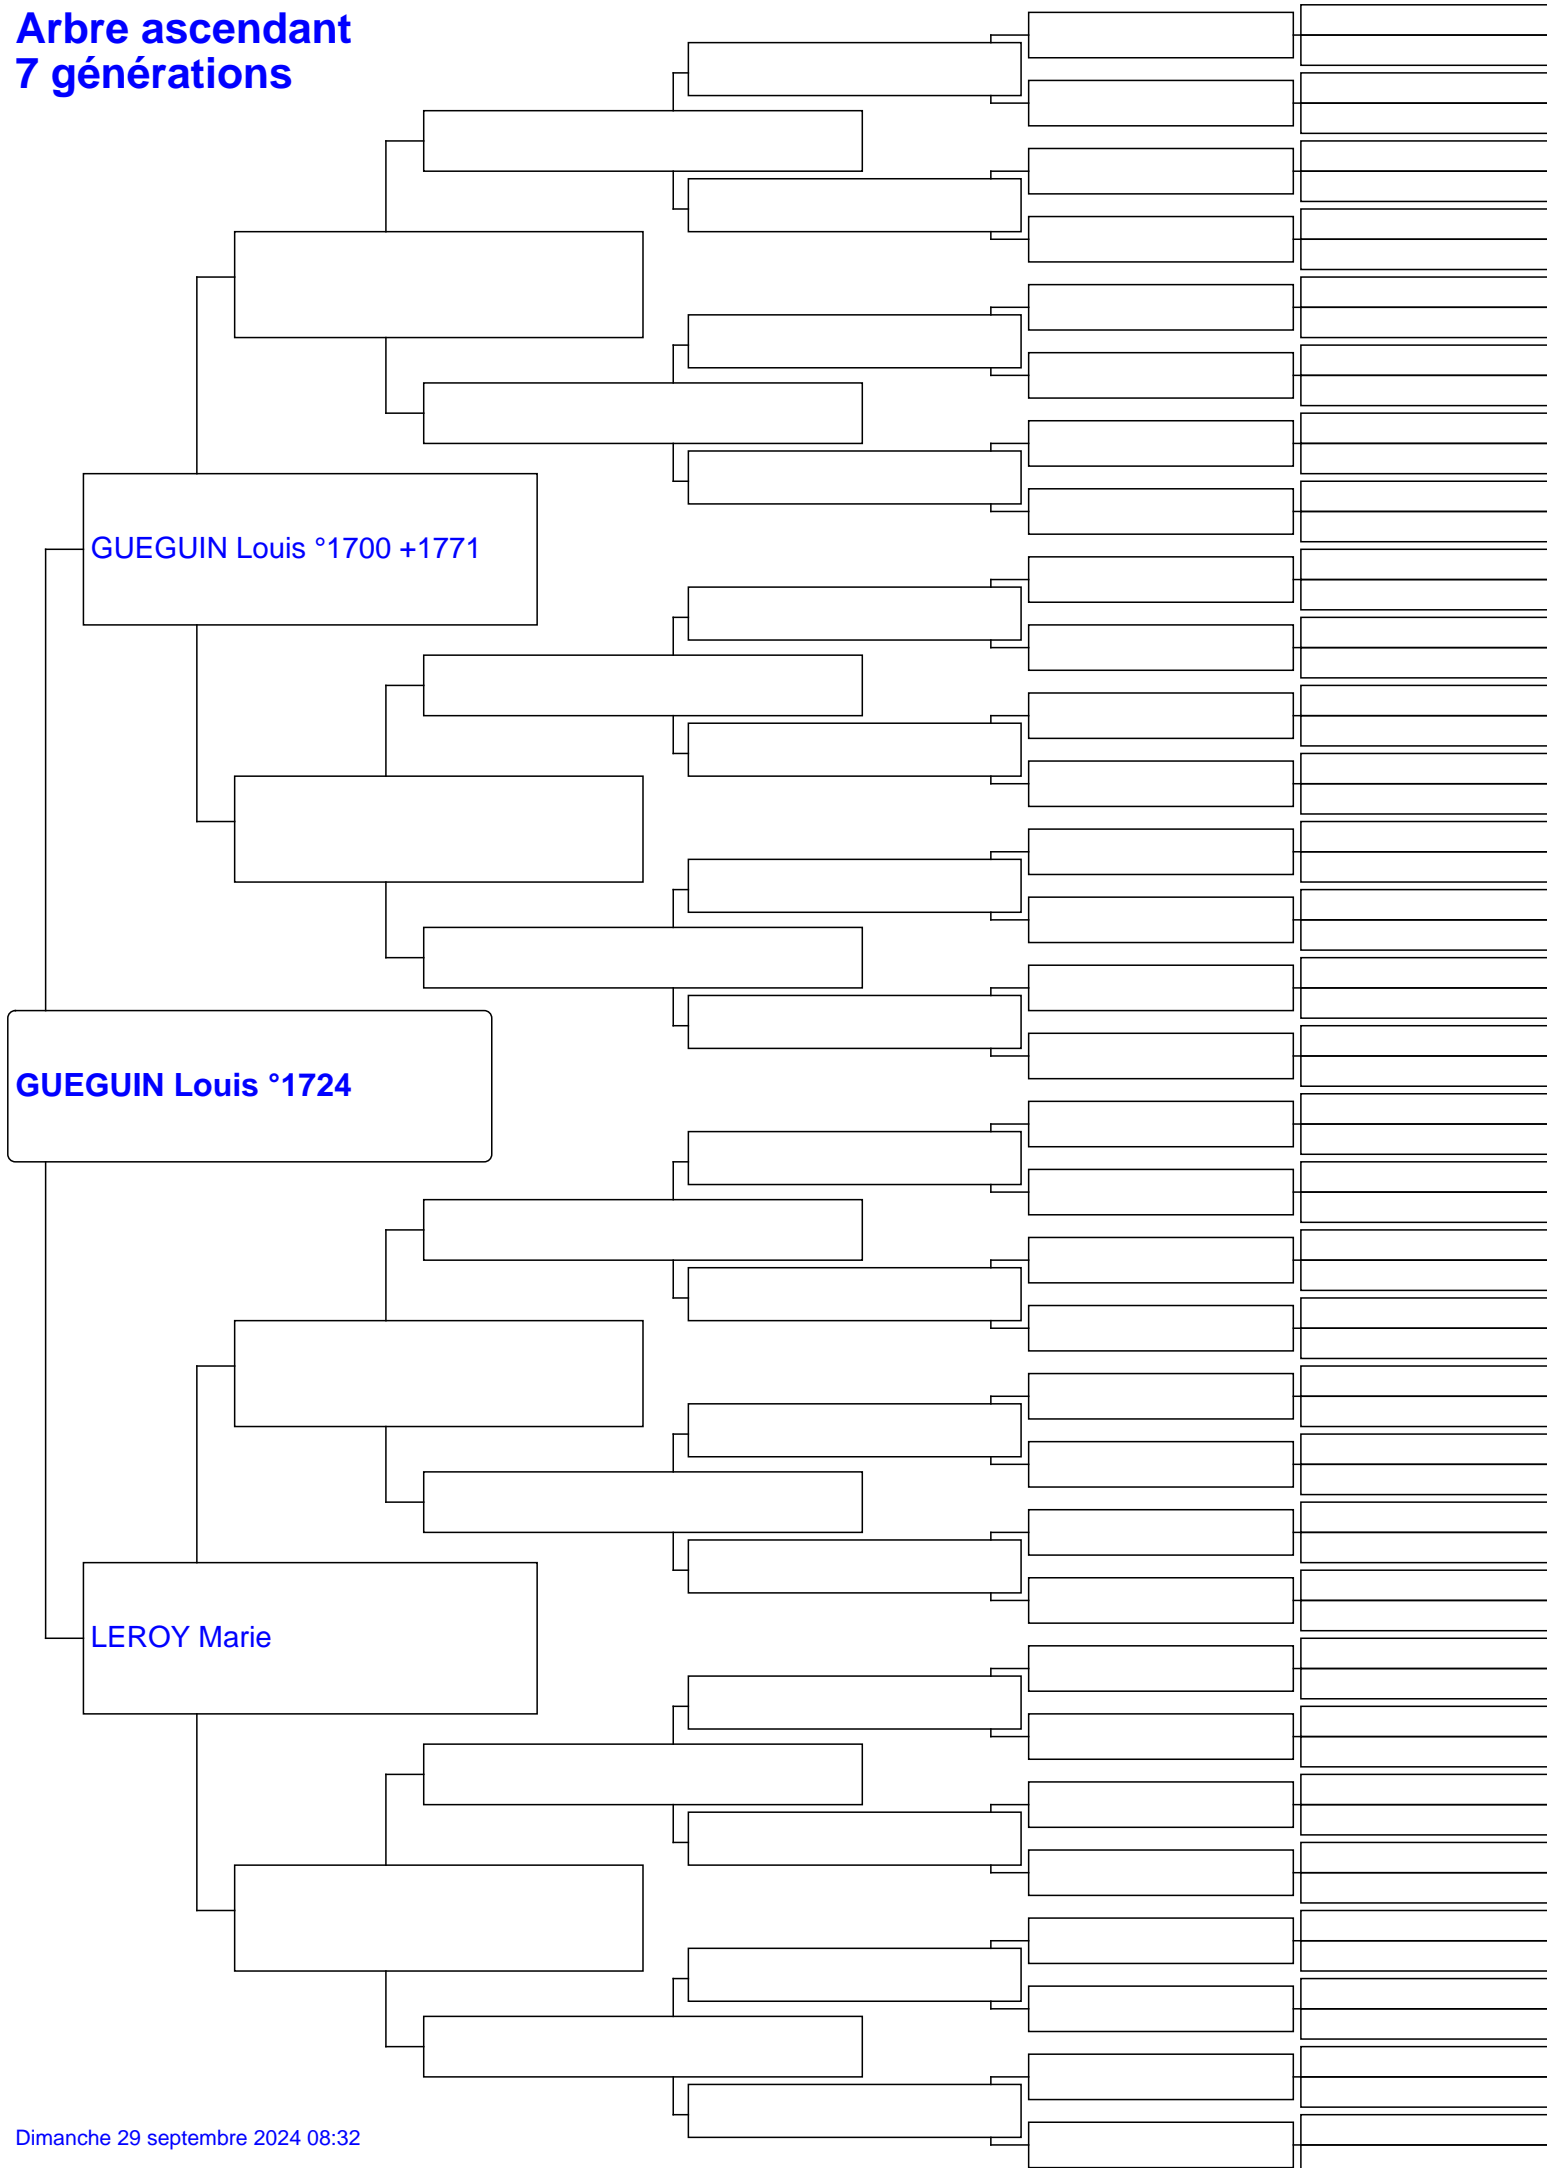 Arbre ascendant
7 générations
GUEGUIN Louis °1700 +1771
GUEGUIN Louis °1724
LEROY Marie
Dimanche 29 septembre 2024 08:32